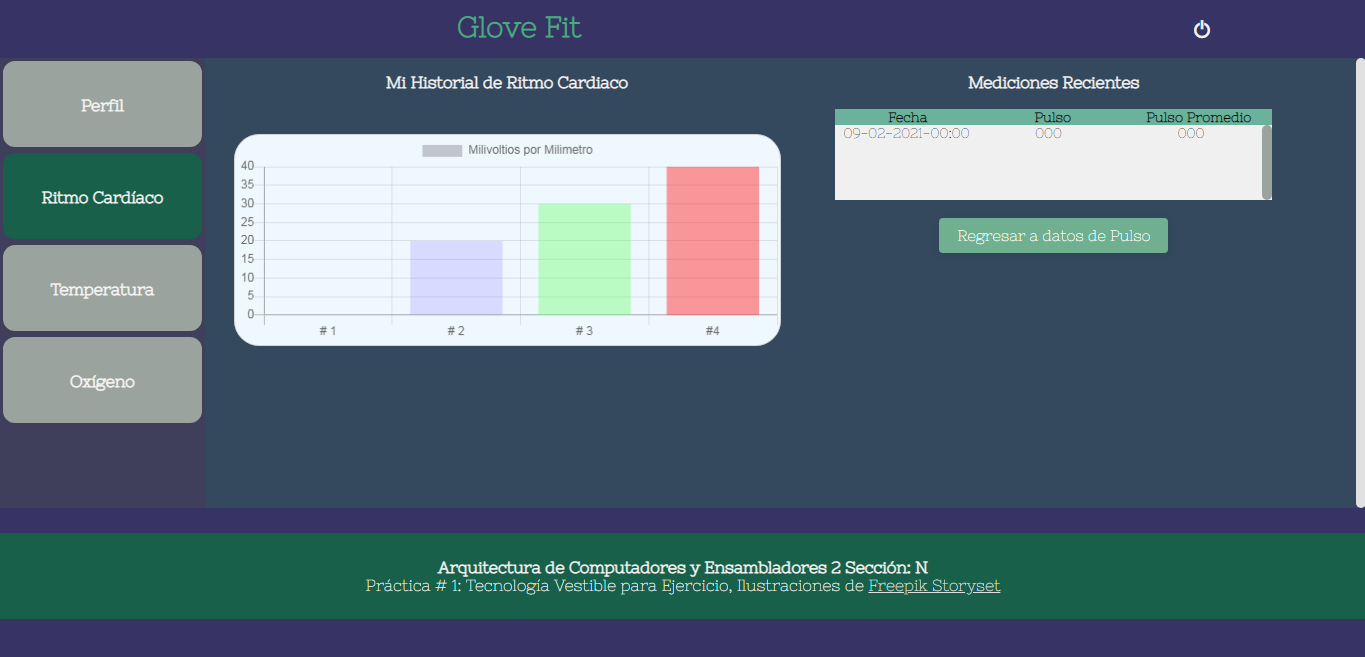 Glove Fit
Perfil
Ritmo Cardíaco
Temperatura
Oxígeno
Mi Historial de Ritmo Cardiaco
Milivoltios por Milimetro
40
35
30
25
20
15
10
5
0
# 1 # 2 # 3 #4
Mediciones Recientes
Fecha Pulso Pulso Promedio
09-02-2021-00:00 000 000
Regresar a datos de Pulso
Arquitectura de Computadores y Ensambladores 2 Sección: N
Práctica # 1: Tecnología Vestible para Ejercicio, Ilustraciones de Freepik Storyset